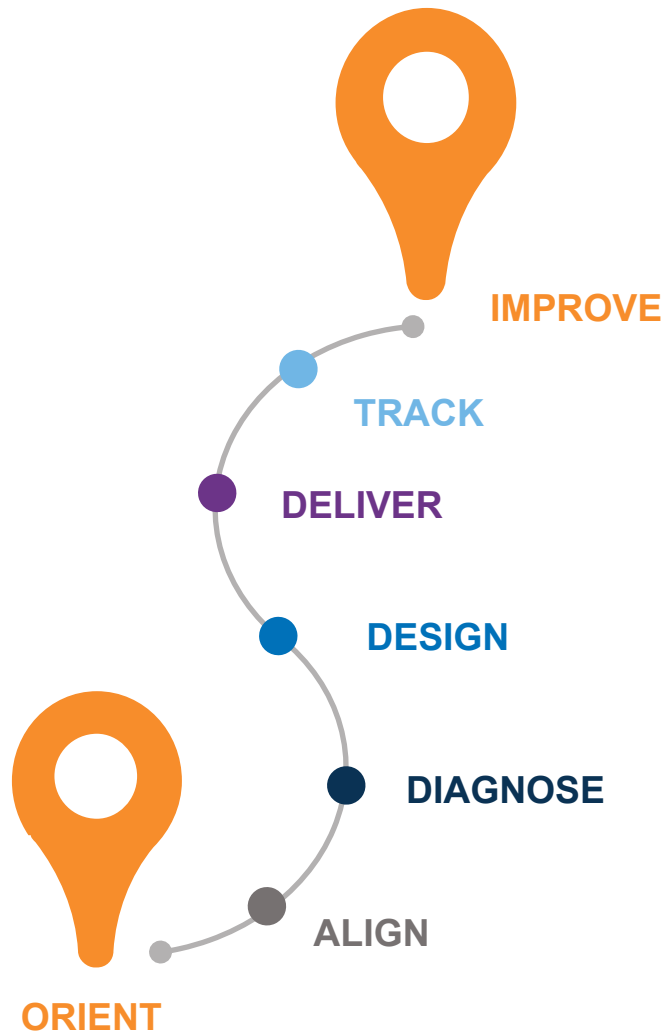 IMPROVE
TRACK
DELIVER
DESIGN
DIAGNOSE
ALIGN
ORIENT